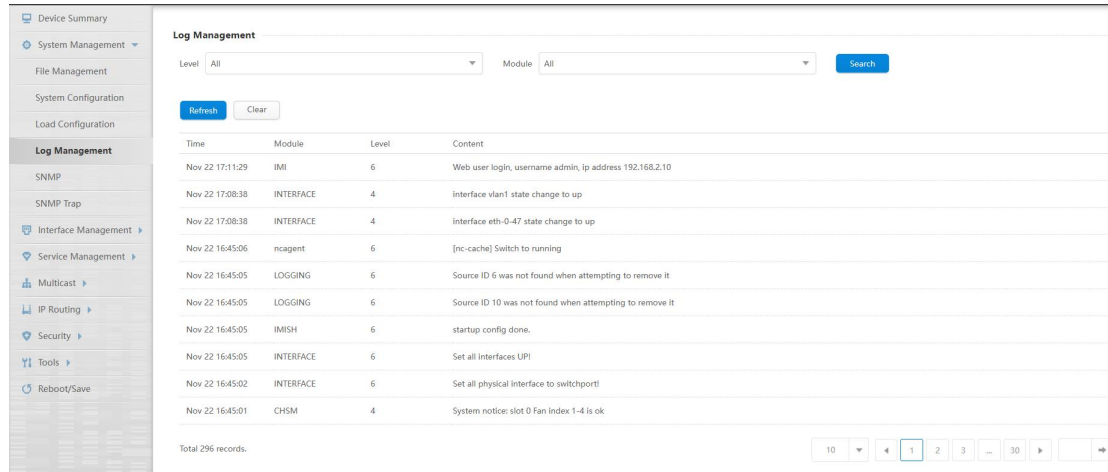 Device Summary
System Management
File Management
System Configuration
Load Configuration
Log Management
SNMP
SNMP Trap
Interface Management
Service Management
Multicast
IP Routing
Security
Tools
Reboot/Save
Log Management
Level All Module All Search
Refresh Clear
Time Module Level Content
Nov 22 17:11:29 IMI 6 Web user login, username admin, ip address 192.168.2.10
Nov 22 17:08:38 INTERFACE 4 interface vlan1 state change to up
Nov 22 17:08:38 INTERFACE 4 interface eth-0-47 state change to up
Nov 22 16:45:06 ncagent 6 [nc-cache] Switch to running
Nov 22 16:45:05 LOGGING 6 Source ID 6 was not found when attempting to remove it
Nov 22 16:45:05 LOGGING 6 Source ID 10 was not found when attempting to remove it
Nov 22 16:45:05 IMISH 6 startup config done.
Nov 22 16:45:05 INTERFACE 6 Set all interfaces UP!
Nov 22 16:45:02 INTERFACE 6 Set all physical interface to switchport!
Nov 22 16:45:01 CHSM 4 System notice: slot 0 Fan index 1-4 is ok
Total 296 records. 10 1 2 3 ... 30